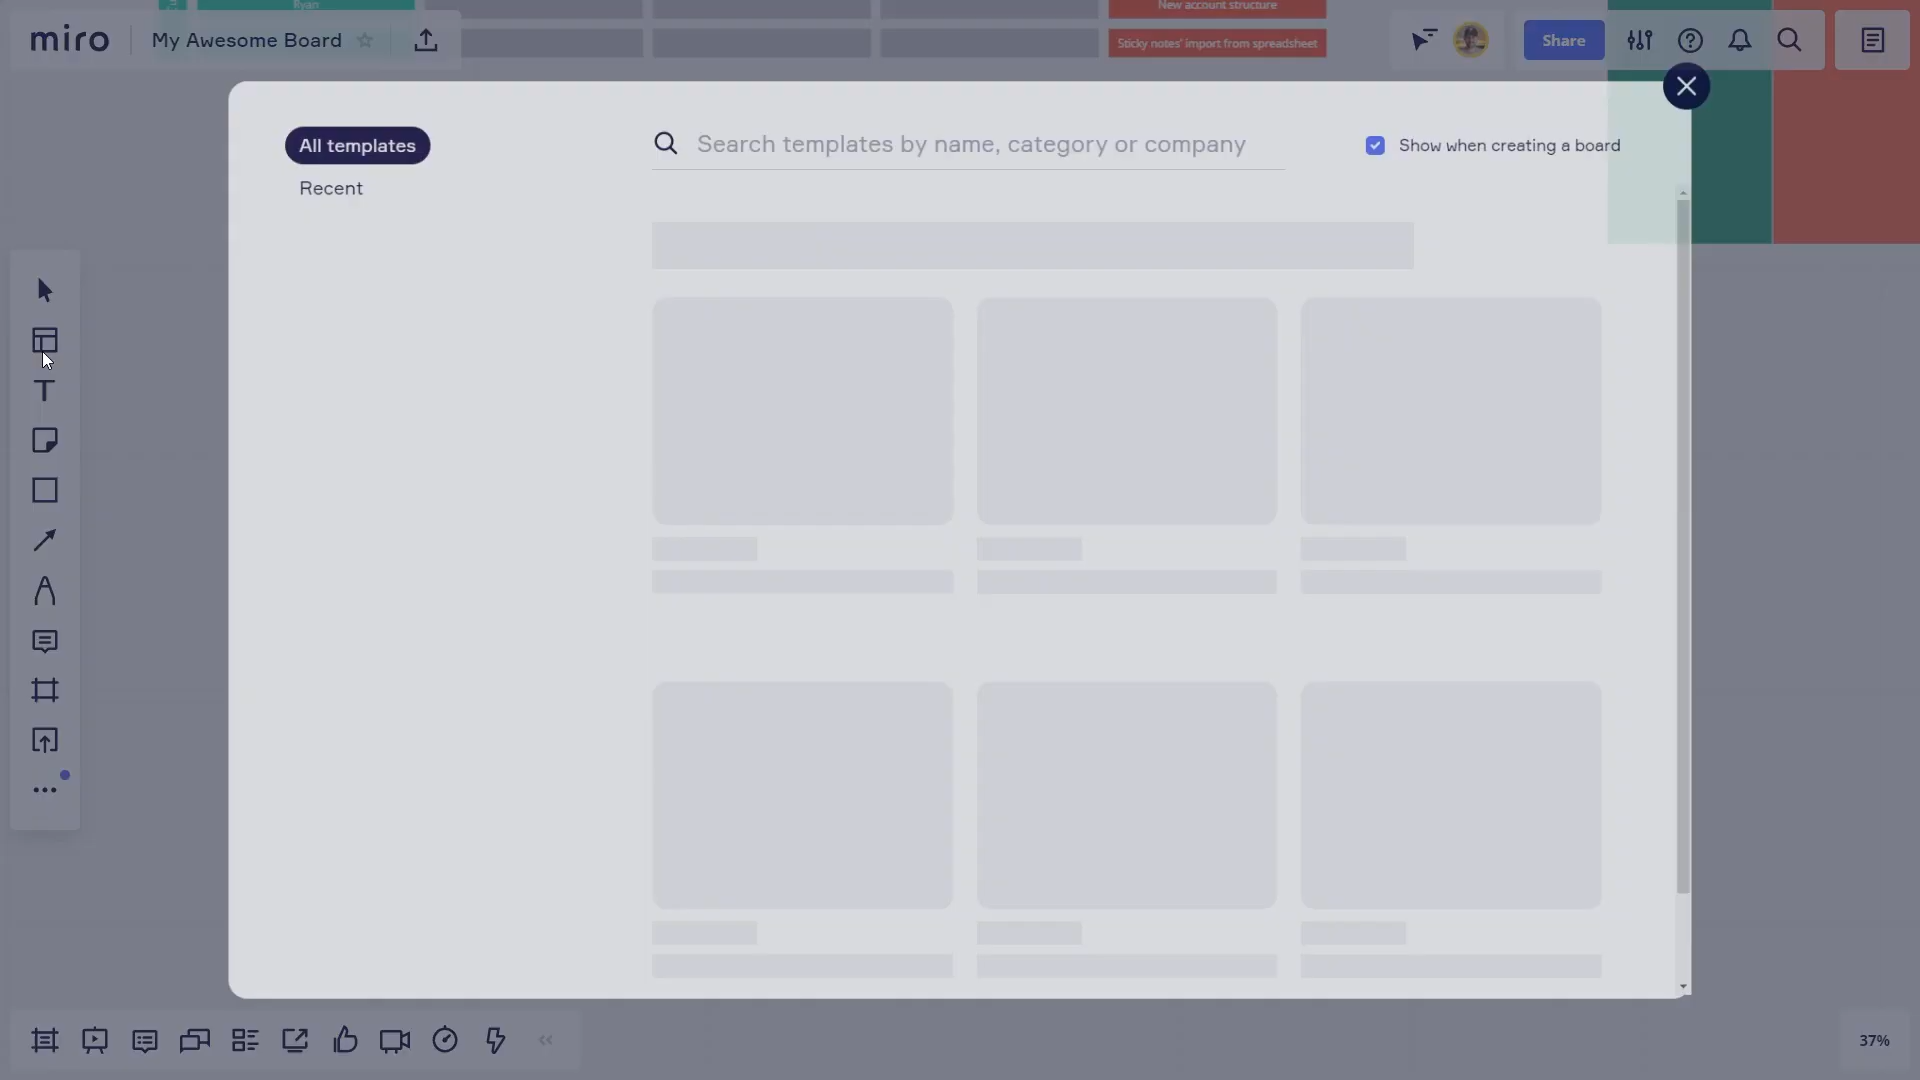 Ryan
New account structure
miro
My Awesome Board
Sticky notes' import from spreadsheet
Share
All templates
Search templates by name, category or company
Show when creating a board
Recent
37%